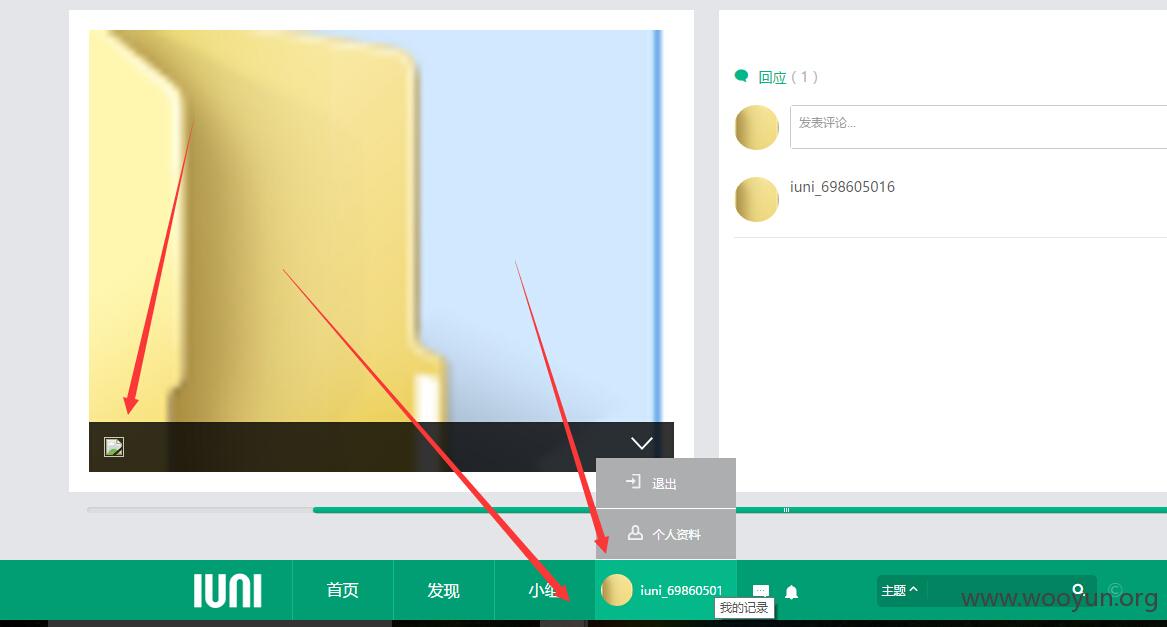 回应 ( 1 )
发表评论...
iuni_698605016
退出
个人资料
IUNI
首页
发现
小组
iuni_69860501
我的记录
主题
www.wooyun.org